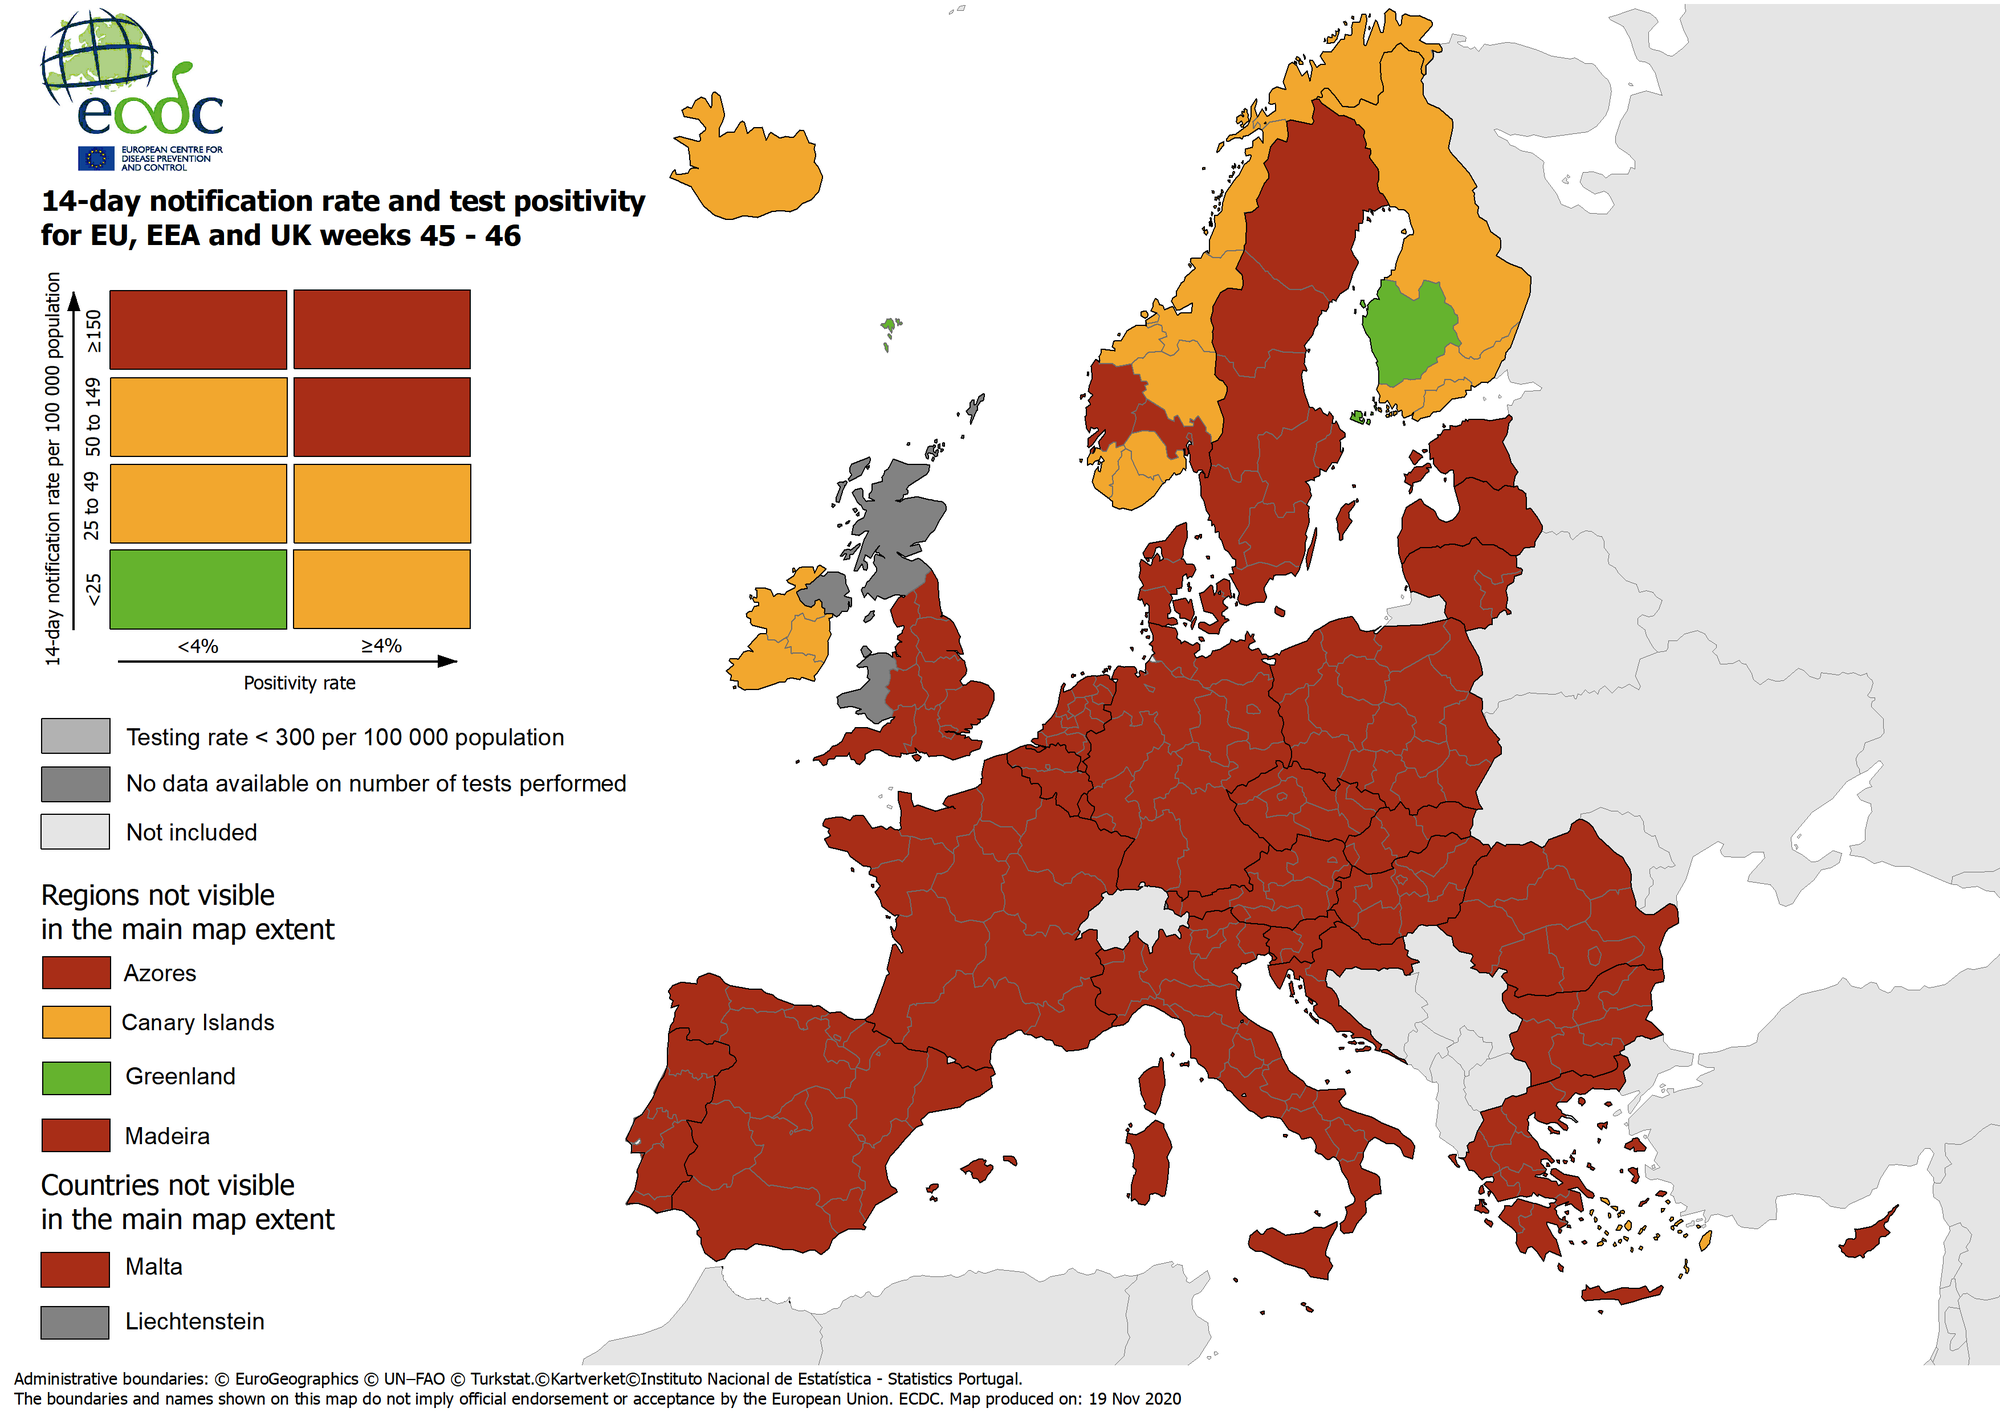 ecdc
EUROPEAN CENTRE FOR
DISEASE PREVENTION
AND CONTROL
14-day notification rate and test positivity
for EU, EEA and UK weeks 45 - 46
14-day notification rate per 100 000 population
≥150
50 to 149
25 to 49
<25
<4%
≥4%
Positivity rate
Testing rate < 300 per 100 000 population
No data available on number of tests performed
Not included
Regions not visible
in the main map extent
Azores
Canary Islands
Greenland
Madeira
Countries not visible
in the main map extent
Malta
Liechtenstein
Administrative boundaries: © EuroGeographics © UN–FAO © Turkstat.©Kartverket©Instituto Nacional de Estatística - Statistics Portugal.
The boundaries and names shown on this map do not imply official endorsement or acceptance by the European Union. ECDC. Map produced on: 19 Nov 2020